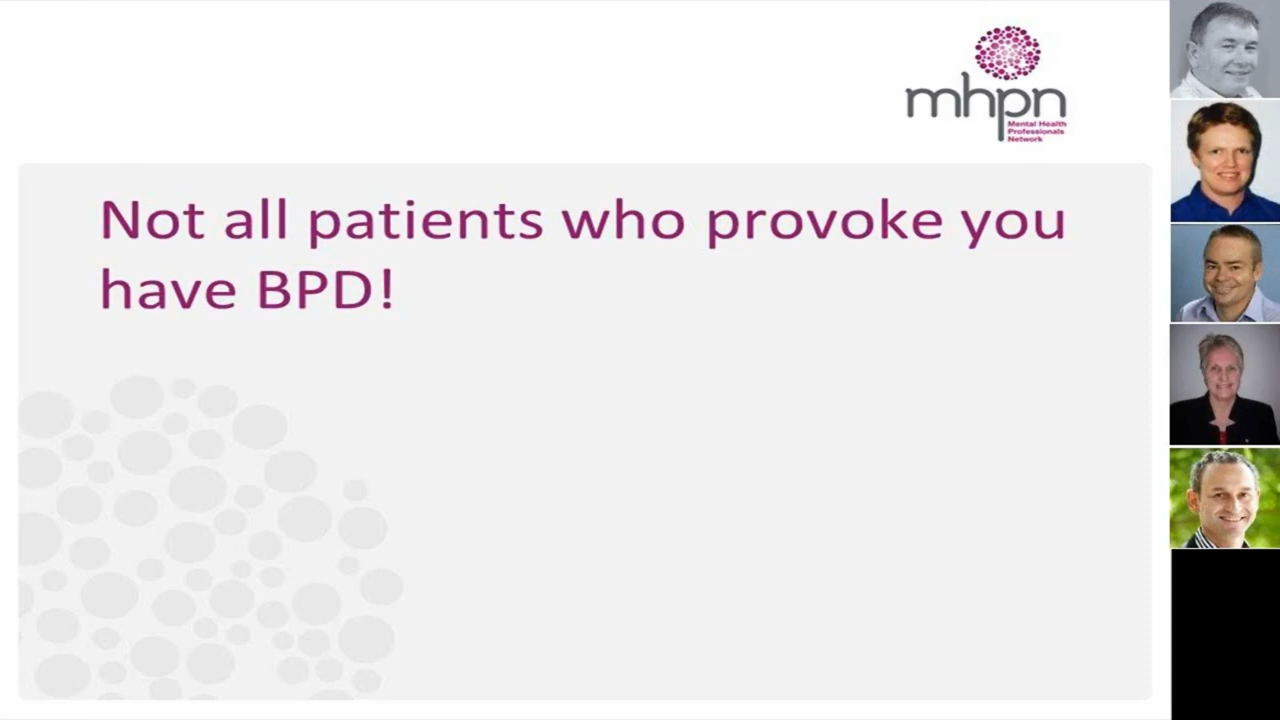 mhpn
Mental Health
Professionals
Network
Not all patients who provoke you
have BPD!